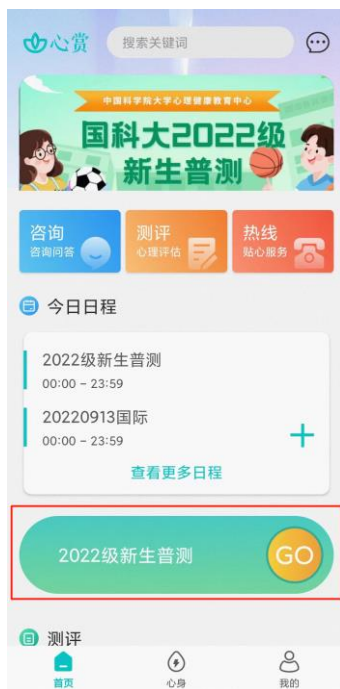 心赏
搜索关键词
中国科学院大学心理健康教育中心
国科大2022级
新生普测
咨询
咨询问答
测评
心理评估
热线
贴心服务
今日日程
2022级新生普测
00:00 - 23:59
20220913国际
00:00 - 23:59
查看更多日程
2022级新生普测
GO
测评
首页
心身
我的